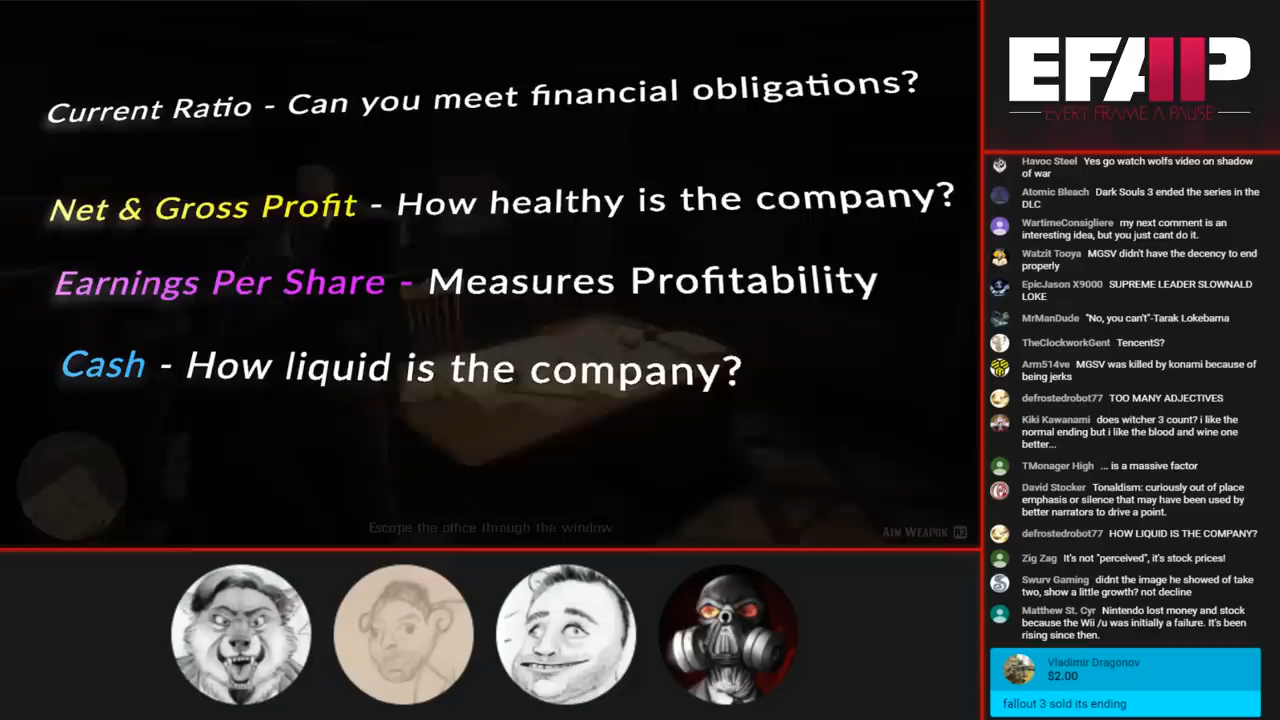 Current Ratio - Can you meet financial obligations?
Net & Gross Profit - How healthy is the company?
Earnings Per Share - Measures Profitability
Cash - How liquid is the company?
Escape the office through the window
AIM WEAPON R2
EFAP
EVERY FRAME A PAUSE
Havoc Steel Yes go watch wolfs video on shadow
of war
Atomic Bleach Dark Souls 3 ended the series in the
DLC
WartimeConsigliere my next comment is an
interesting idea, but you just cant do it.
Watzit Tooya MGSV didn't have the decency to end
properly
EpicJason X9000 SUPREME LEADER SLOWNALD
LOKE
MrManDude "No, you can't"-Tarak Lokebama
TheClockworkGent TencentS?
Arm514ve MGSV was killed by konami because of
being jerks
defrostedrobot77 TOO MANY ADJECTIVES
Kiki Kawanami does witcher 3 count? i like the
normal ending but i like the blood and wine one
better...
TMonager High ... is a massive factor
David Stocker Tonaldism: curiously out of place
emphasis or silence that may have been used by
better narrators to drive a point.
defrostedrobot77 HOW LIQUID IS THE COMPANY?
Zig Zag It's not "perceived", it's stock prices!
Swurv Gaming didnt the image he showed of take
two, show a little growth? not decline
Matthew St. Cyr Nintendo lost money and stock
because the Wii /u was initially a failure. It's been
rising since then.
Vladimir Dragonov
$2.00
fallout 3 sold its ending